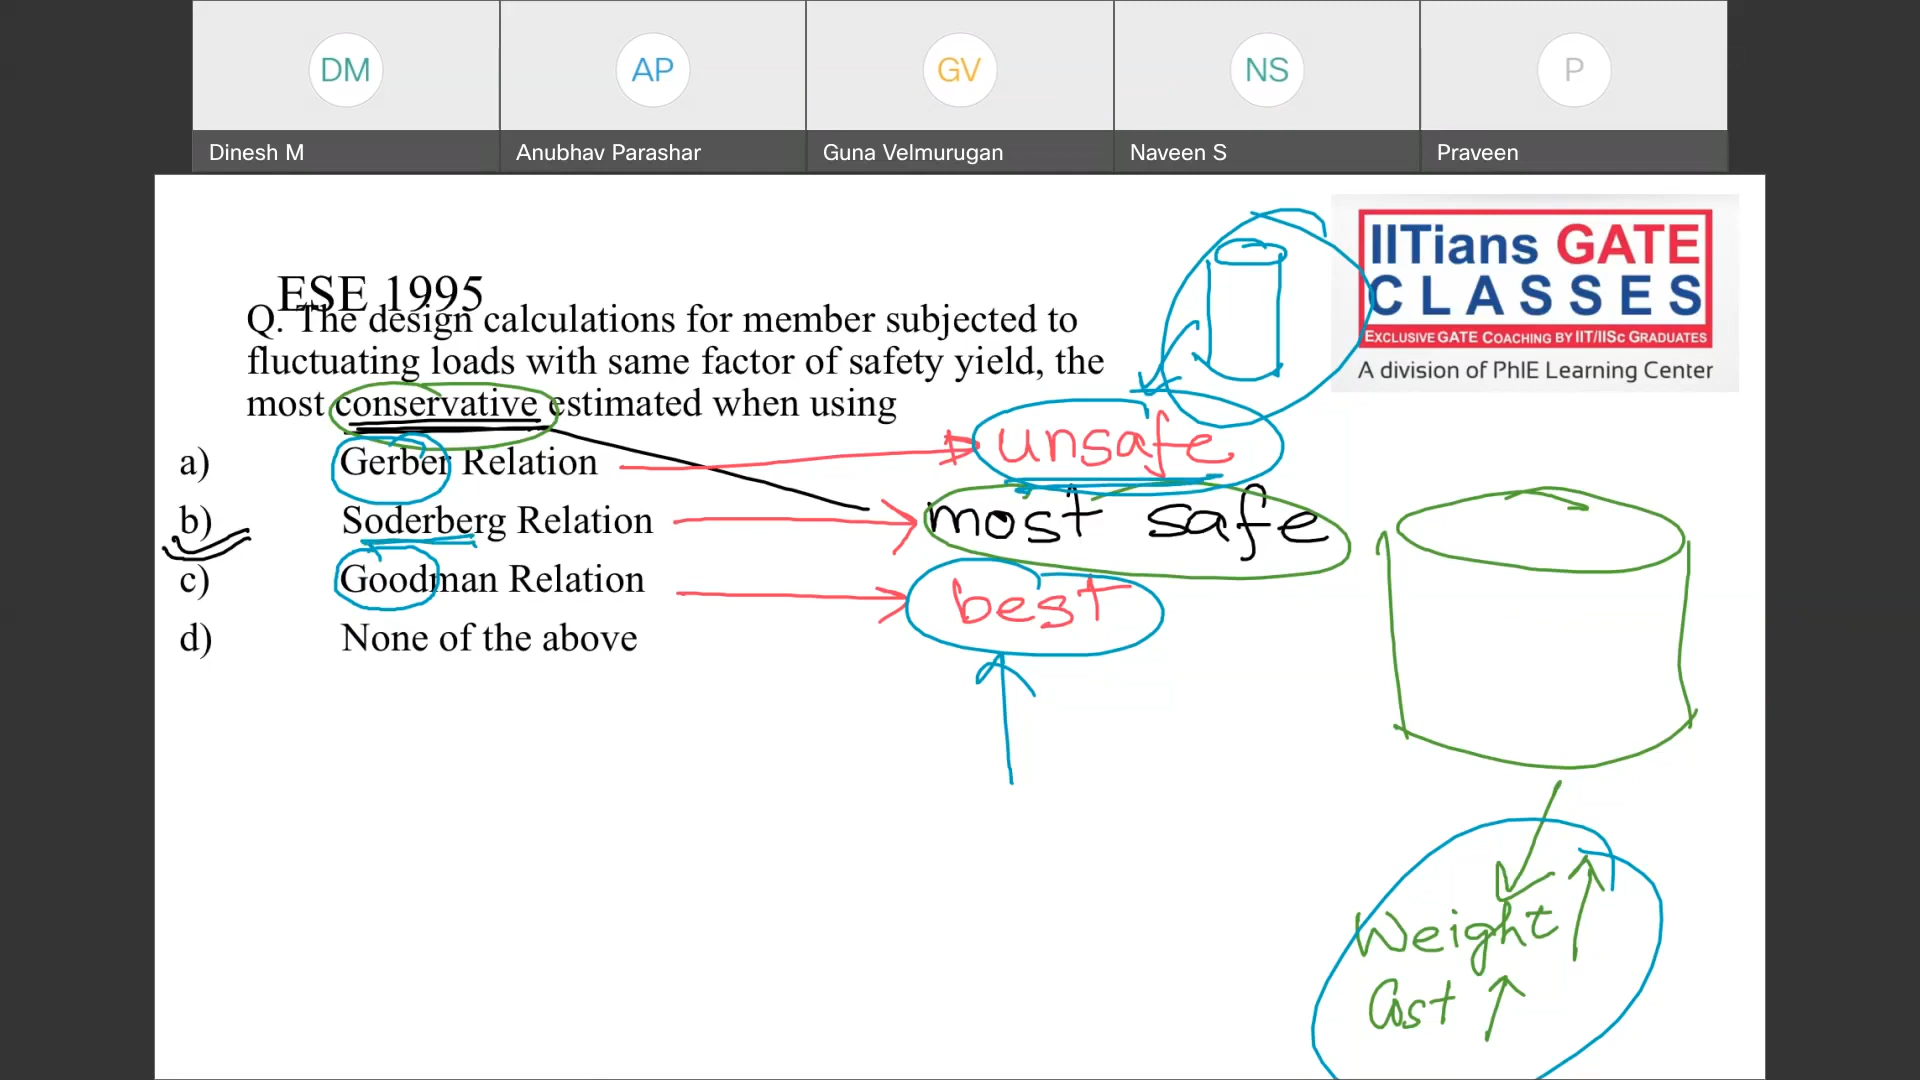 DM AP GV NS P
Dinesh M Anubhav Parashar Guna Velmurugan Naveen S Praveen
IITians GATE
CLASSES
EXCLUSIVE GATE COACHING BY IIT/IISC GRADUATES
A division of PhIE Learning Center
ESE 1995
Q. The design calculations for member subjected to
fluctuating loads with same factor of safety yield, the
most conservative estimated when using
a) Gerber Relation unsafe
b) Soderberg Relation most safe
c) Goodman Relation best
d) None of the above
Weight ↑
Cost ↑